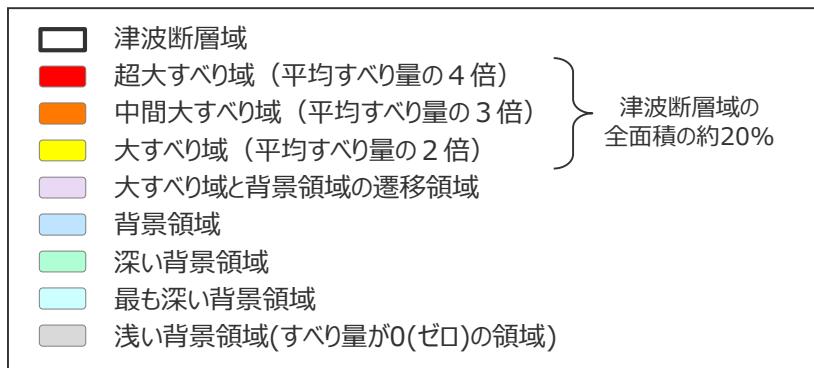 津波断層域
超大すべり域（平均すべり量の４倍）
中間大すべり域（平均すべり量の３倍）
大すべり域（平均すべり量の２倍）
津波断層域の
全面積の約20%
大すべり域と背景領域の遷移領域
背景領域
深い背景領域
最も深い背景領域
浅い背景領域(すべり量が0(ゼロ)の領域)